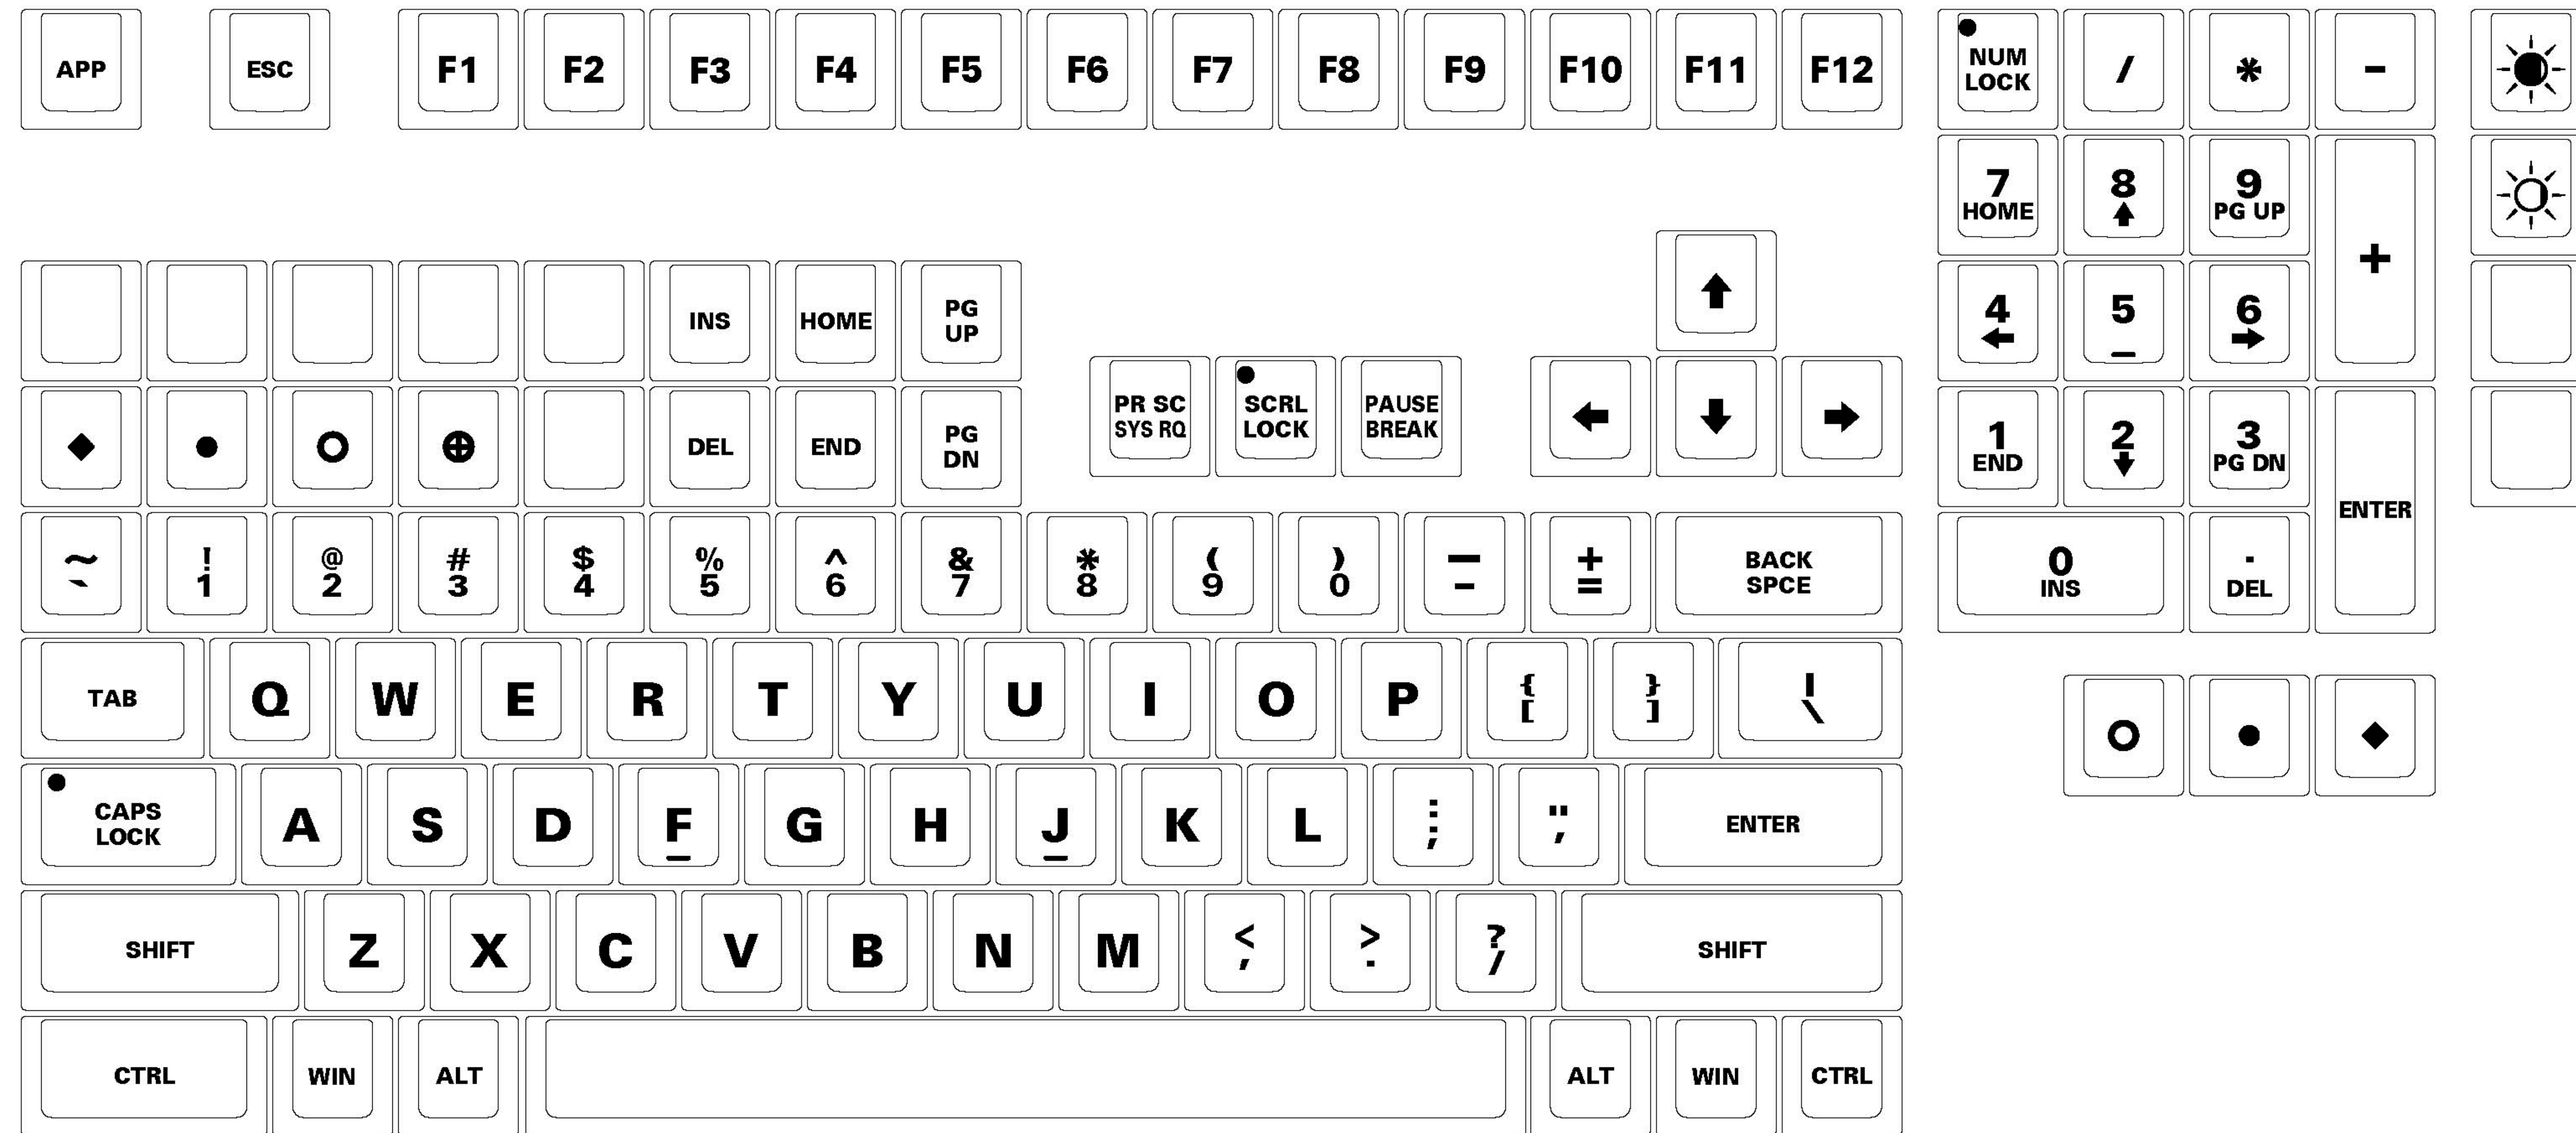 APP ESC F1 F2 F3 F4 F5 F6 F7 F8 F9 F10 F11 F12
INS HOME PG
UP
DEL END PG
DN
PR SC SCRL PAUSE
SYS RQ LOCK BREAK
~ ! @ # $ % ^ & * ( ) _ + BACK
` 1 2 3 4 5 6 7 8 9 0 - = SPCE
TAB Q W E R T Y U I O P { } |
[ ] \
CAPS
LOCK A S D F G H J K L : " ENTER
; '
SHIFT Z X C V B N M < > ? SHIFT
, . /
CTRL WIN ALT ALT WIN CTRL
NUM
LOCK / * -
7 8 9 +
HOME PG UP
4 5 6
1 2 3
END PG DN ENTER
0 .
INS DEL